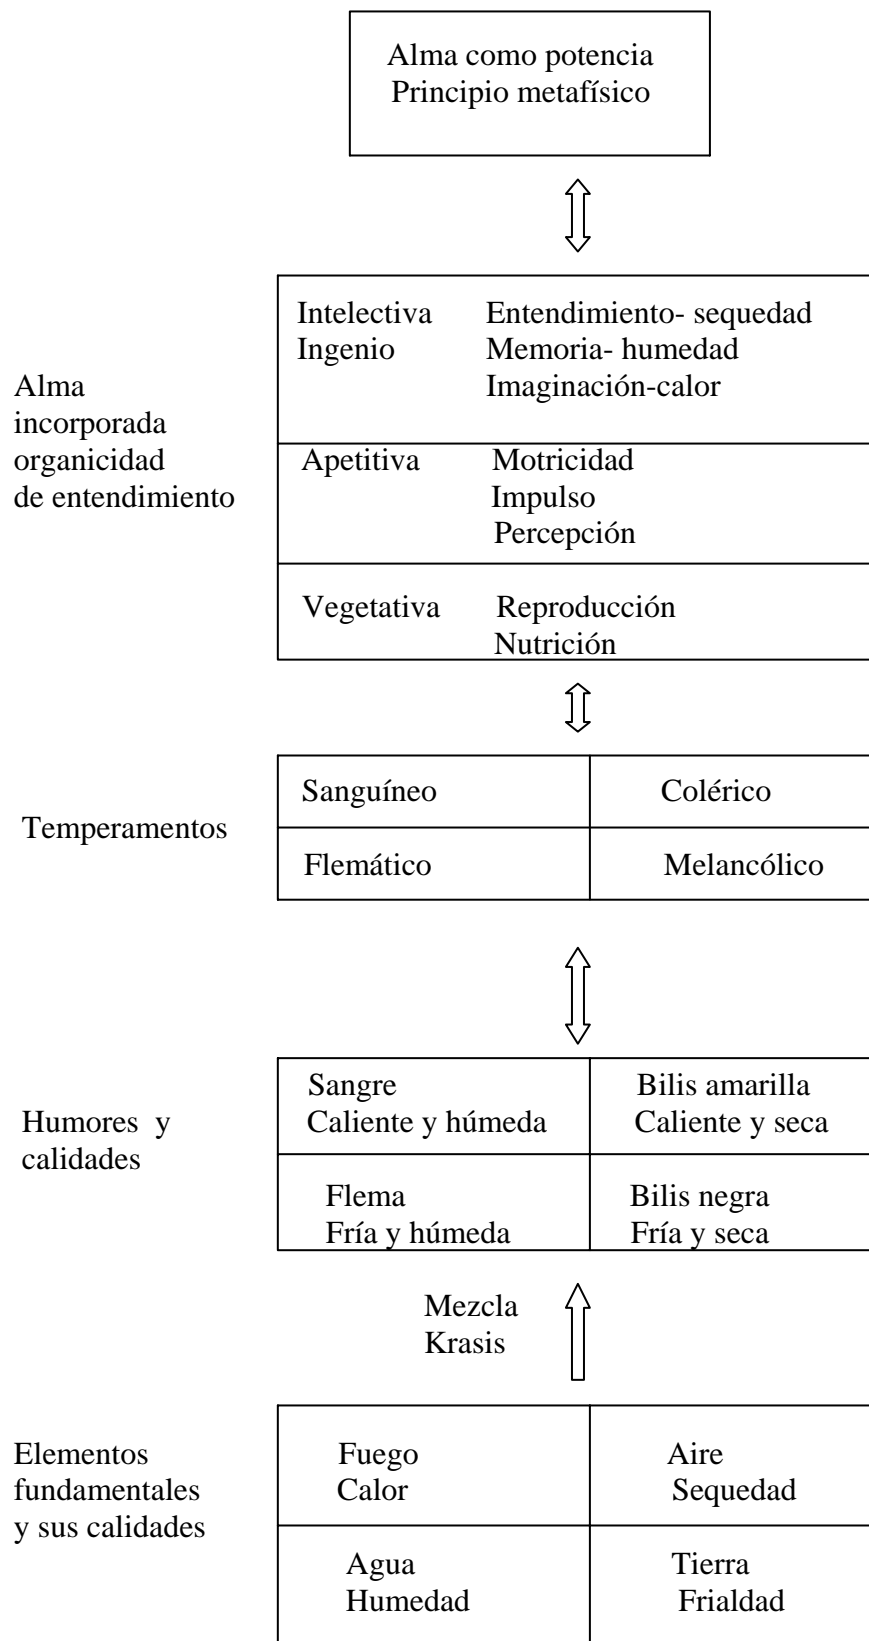 Alma como potencia
Principio metafísico
Alma
incorporada
organicidad
de entendimiento
Intelectiva Entendimiento- sequedad
Ingenio Memoria- humedad
Imaginación-calor
Apetitiva Motricidad
Impulso
Percepción
Vegetativa Reproducción
Nutrición
Temperamentos
Sanguíneo Colérico
Flemático Melancólico
Humores y
calidades
Sangre Bilis amarilla
Caliente y húmeda Caliente y seca
Flema Bilis negra
Fría y húmeda Fría y seca
Mezcla
Krasis
Elementos
fundamentales
y sus calidades
Fuego Aire
Calor Sequedad
Agua Tierra
Humedad Frialdad